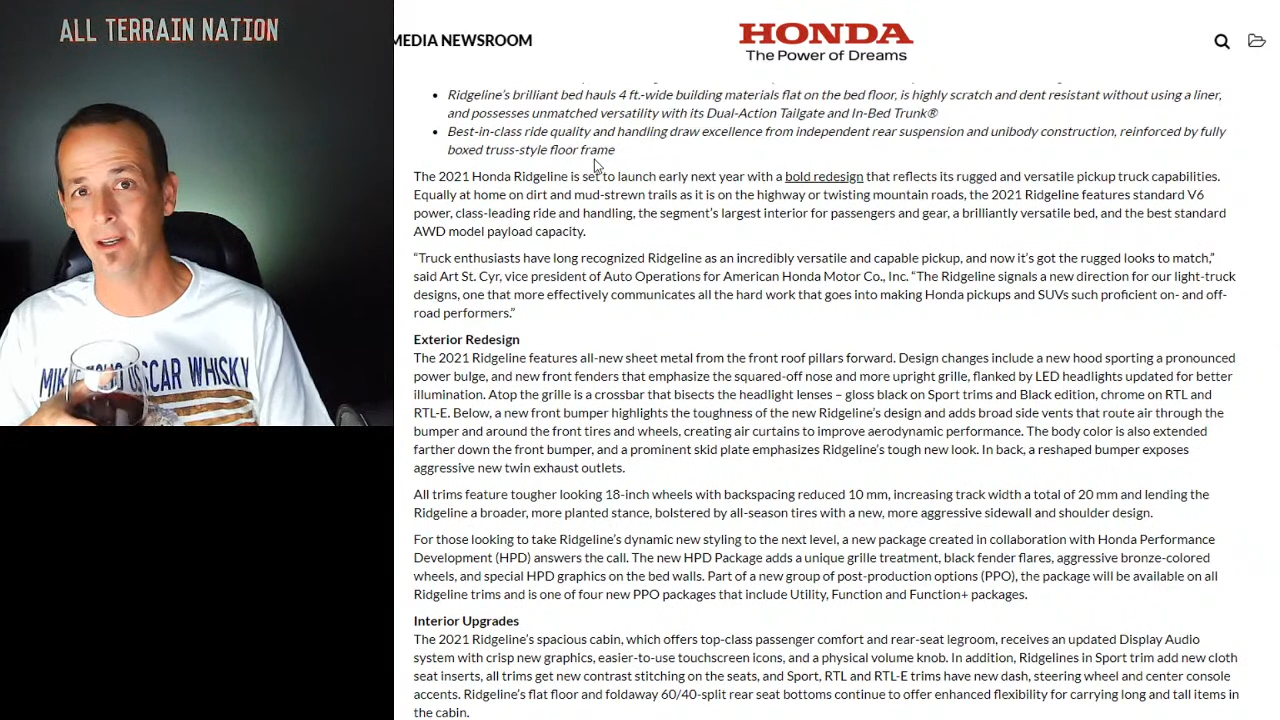 ALL TERRAIN NATION
MEDIA NEWSROOM
HONDA
The Power of Dreams
Ridgeline’s brilliant bed hauls 4 ft.-wide building materials flat on the bed floor, is highly scratch and dent resistant without using a liner,
and possesses unmatched versatility with its Dual-Action Tailgate and In-Bed Trunk®
Best-in-class ride quality and handling draw excellence from independent rear suspension and unibody construction, reinforced by fully
boxed truss-style floor frame
The 2021 Honda Ridgeline is set to launch early next year with a bold redesign that reflects its rugged and versatile pickup truck capabilities.
Equally at home on dirt and mud-strewn trails as it is on the highway or twisting mountain roads, the 2021 Ridgeline features standard V6
power, class-leading ride and handling, the segment’s largest interior for passengers and gear, a brilliantly versatile bed, and the best standard
AWD model payload capacity.
“Truck enthusiasts have long recognized Ridgeline as an incredibly versatile and capable pickup, and now it’s got the rugged looks to match,”
said Art St. Cyr, vice president of Auto Operations for American Honda Motor Co., Inc. “The Ridgeline signals a new direction for our light-truck
designs, one that more effectively communicates all the hard work that goes into making Honda pickups and SUVs such proficient on- and off-
road performers.”
Exterior Redesign
The 2021 Ridgeline features all-new sheet metal from the front roof pillars forward. Design changes include a new hood sporting a pronounced
power bulge, and new front fenders that emphasize the squared-off nose and more upright grille, flanked by LED headlights updated for better
illumination. Atop the grille is a crossbar that bisects the headlight lenses – gloss black on Sport trims and Black edition, chrome on RTL and
RTL-E. Below, a new front bumper highlights the toughness of the new Ridgeline’s design and adds broad side vents that route air through the
bumper and around the front tires and wheels, creating air curtains to improve aerodynamic performance. The body color is also extended
farther down the front bumper, and a prominent skid plate emphasizes Ridgeline’s tough new look. In back, a reshaped bumper exposes
aggressive new twin exhaust outlets.
All trims feature tougher looking 18-inch wheels with backspacing reduced 10 mm, increasing track width a total of 20 mm and lending the
Ridgeline a broader, more planted stance, bolstered by all-season tires with a new, more aggressive sidewall and shoulder design.
For those looking to take Ridgeline’s dynamic new styling to the next level, a new package created in collaboration with Honda Performance
Development (HPD) answers the call. The new HPD Package adds a unique grille treatment, black fender flares, aggressive bronze-colored
wheels, and special HPD graphics on the bed walls. Part of a new group of post-production options (PPO), the package will be available on all
Ridgeline trims and is one of four new PPO packages that include Utility, Function and Function+ packages.
Interior Upgrades
The 2021 Ridgeline’s spacious cabin, which offers top-class passenger comfort and rear-seat legroom, receives an updated Display Audio
system with crisp new graphics, easier-to-use touchscreen icons, and a physical volume knob. In addition, Ridgelines in Sport trim add new cloth
seat inserts, all trims get new contrast stitching on the seats, and Sport, RTL and RTL-E trims have new dash, steering wheel and center console
accents. Ridgeline’s flat floor and foldaway 60/40-split rear seat bottoms continue to offer enhanced flexibility for carrying long and tall items in
the cabin.
WHISKY